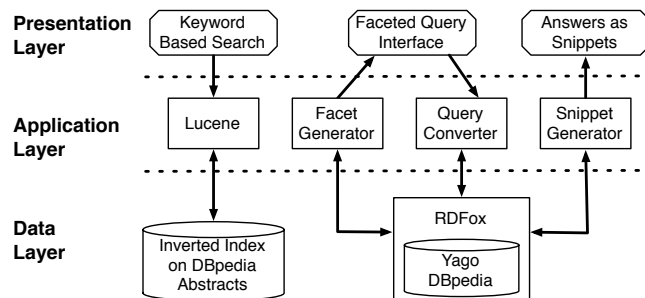 Presentation
Layer
Keyword
Based Search
Faceted Query
Interface
Answers as
Snippets
Application
Layer
Lucene
Facet
Generator
Query
Converter
Snippet
Generator
Data
Layer
Inverted Index
on DBpedia
Abstracts
RDFox
Yago
DBpedia